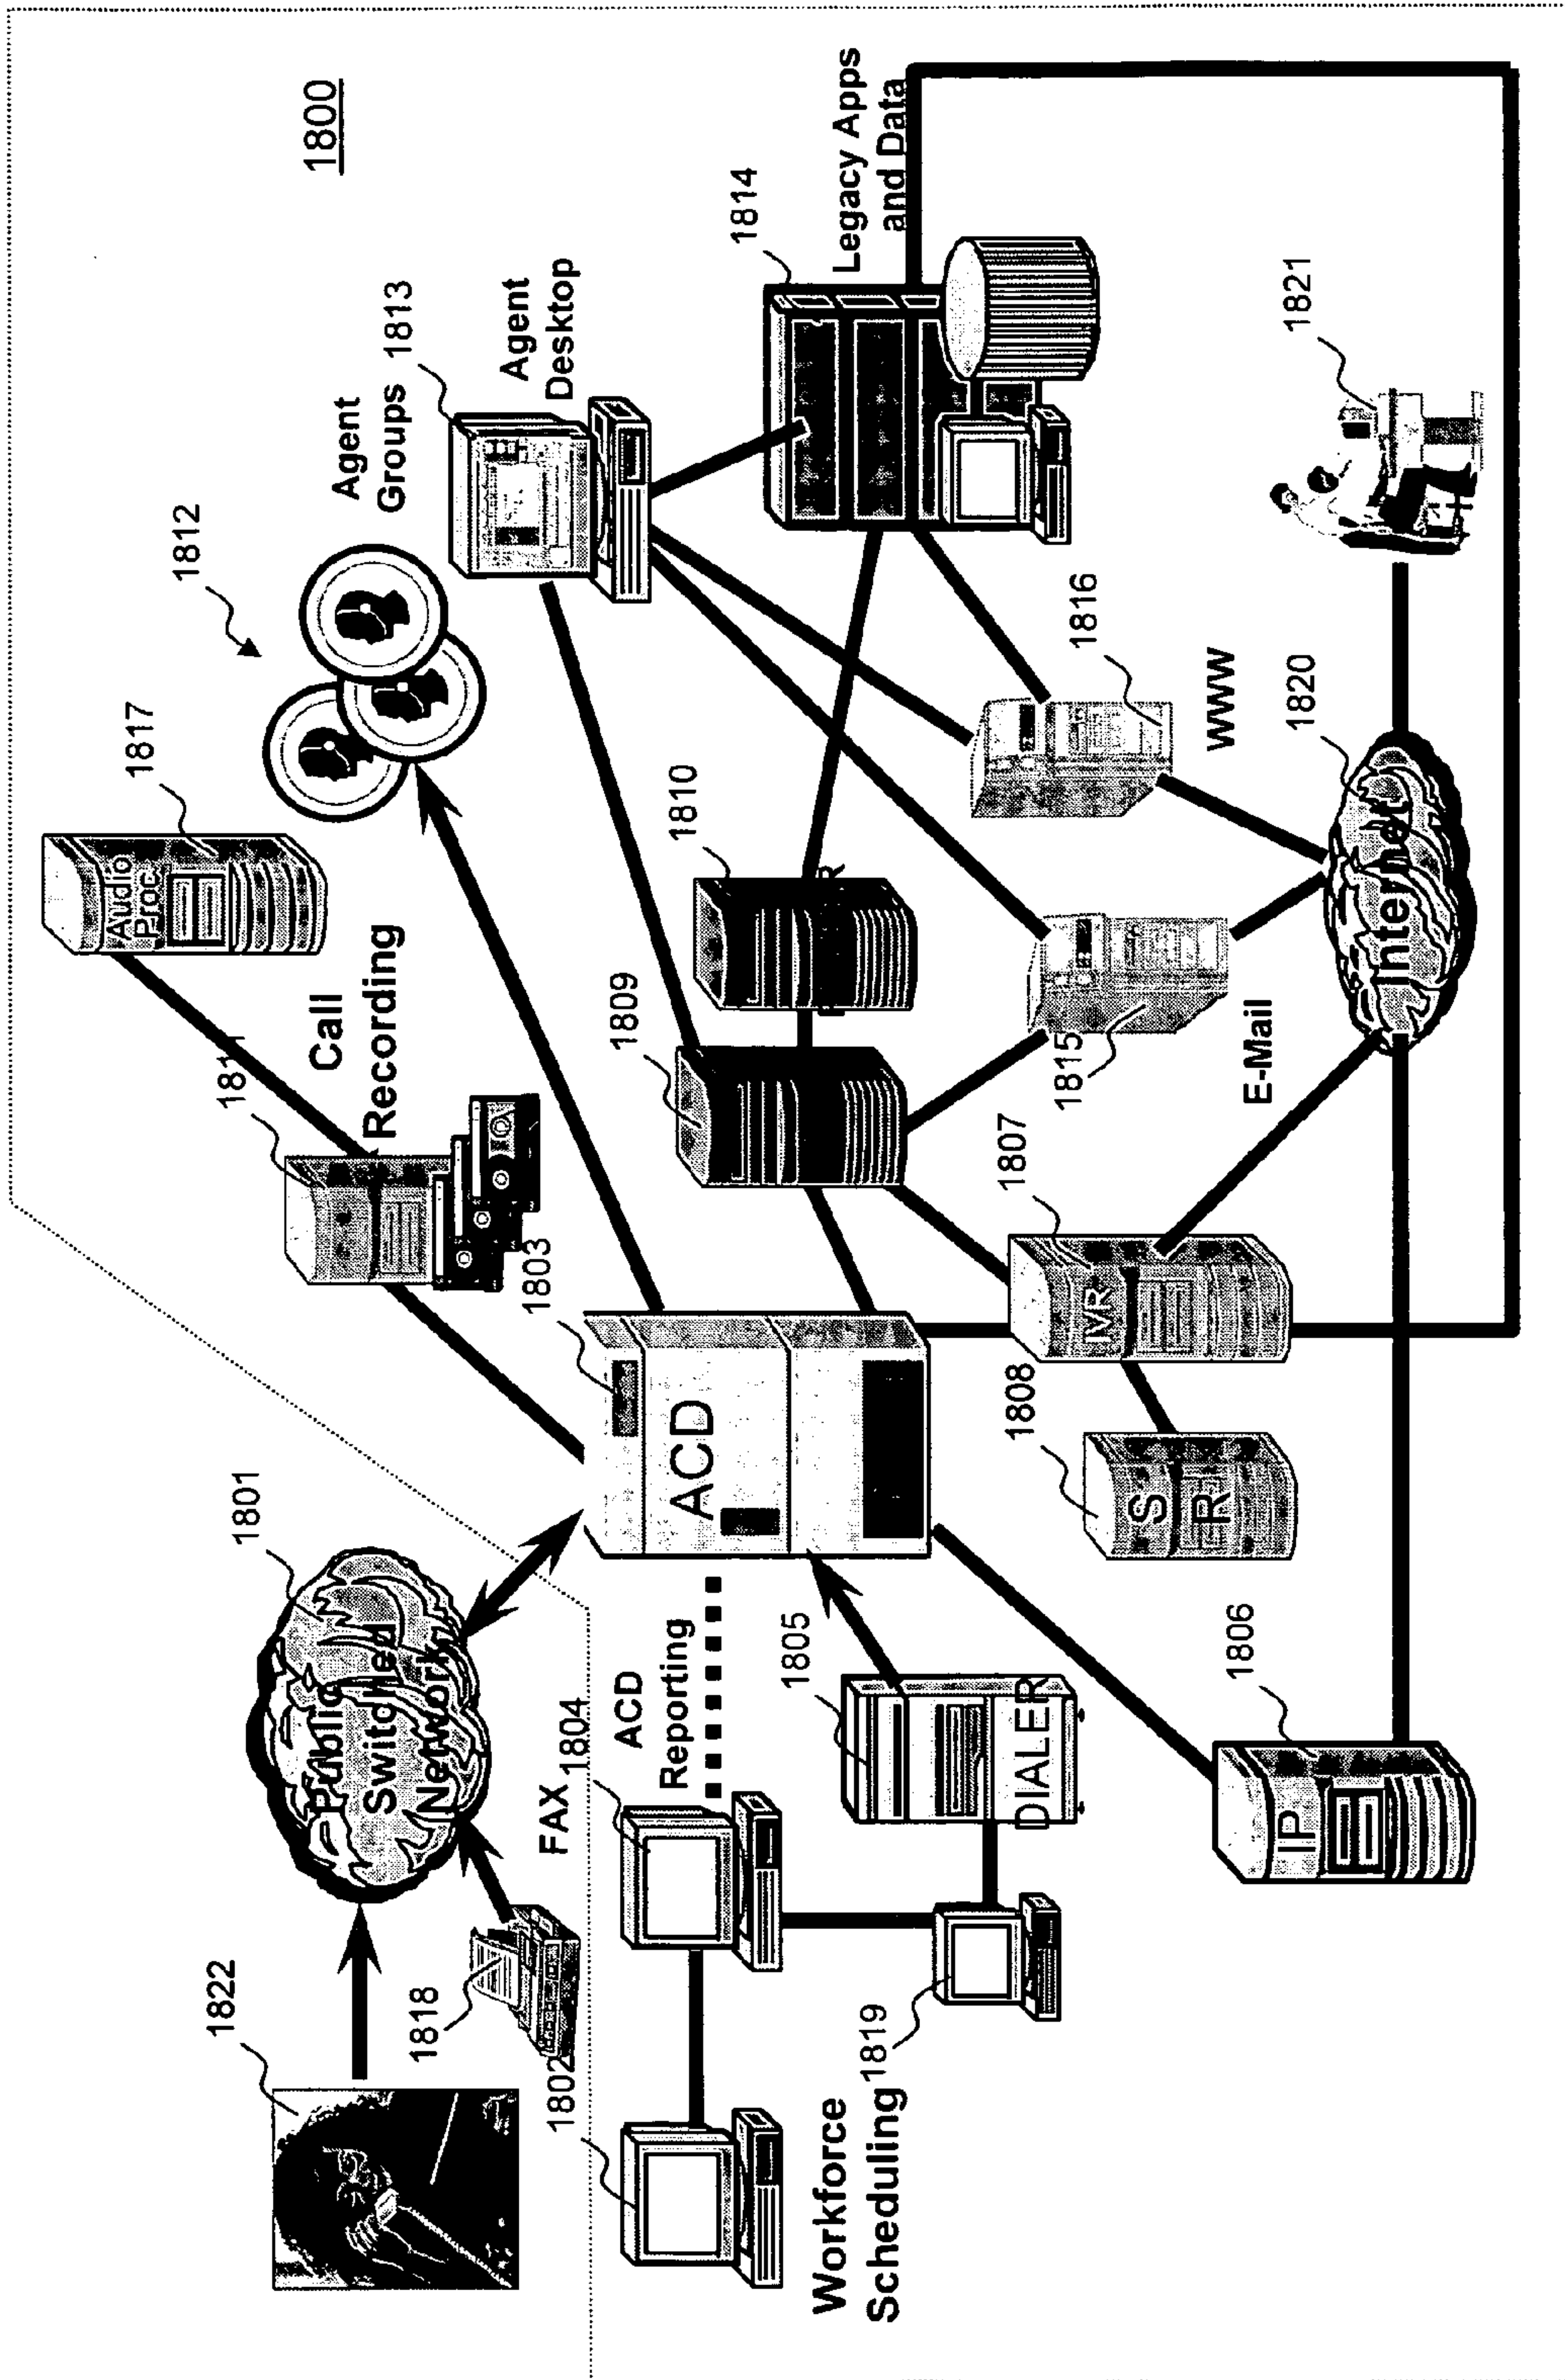 1800
1822
1801
1817
1812
Public
Switched
Network
Audio
Proc.
1811
Call
Recording
Agent
Groups
1818
FAX
1803
1813
1802
1804
ACD
Reporting
ACD
Agent
Desktop
1809
1810
1814
Workforce
Scheduling
1819
1805
DIALER
Legacy Apps
and Data
1808
S
R
1807
IVR
1815
1816
E-Mail
WWW
1806
IP
1820
Internet
1821